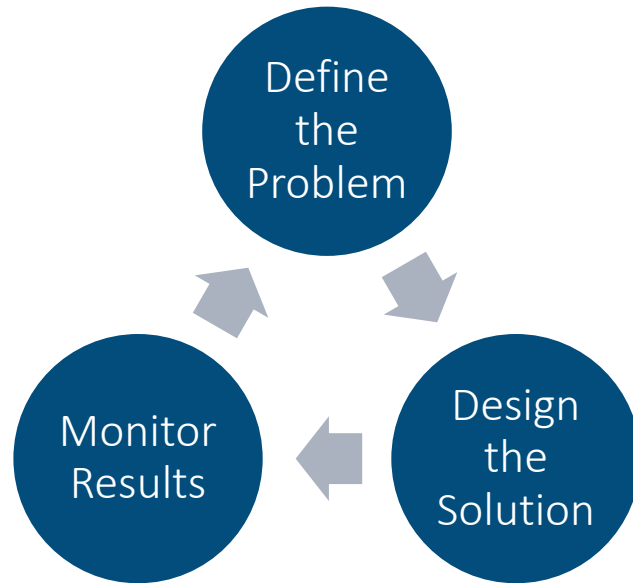 Define
the
Problem
Design
the
Solution
Monitor
Results